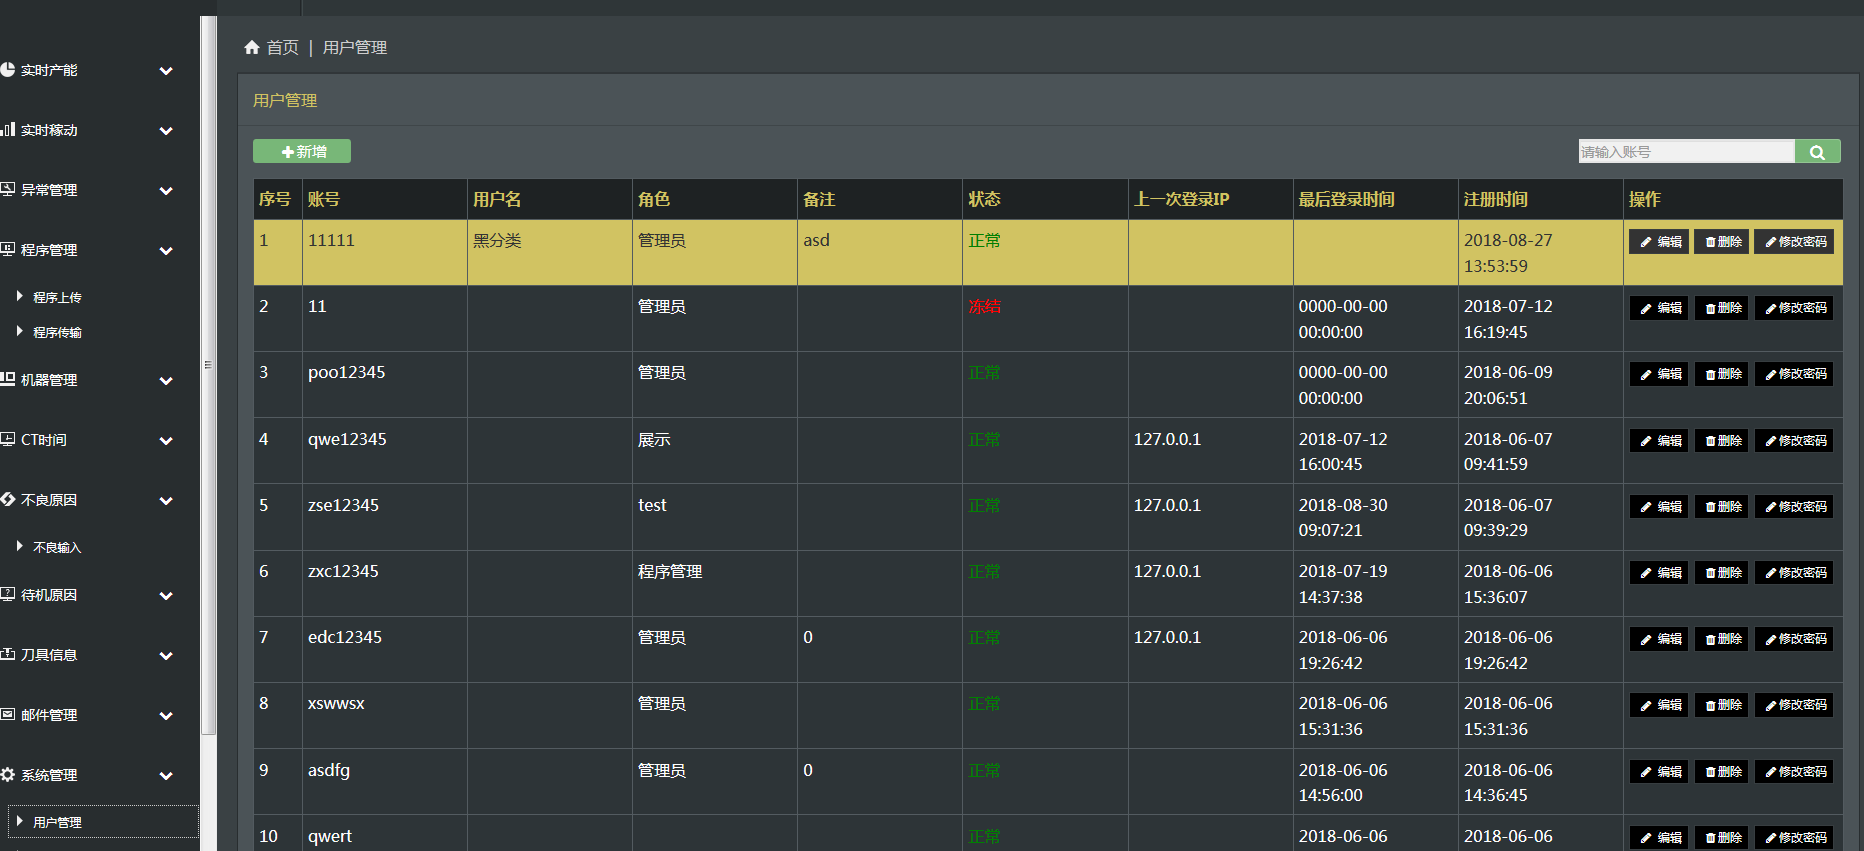 实时产能
实时稼动
异常管理
程序管理
程序上传
程序传输
机器管理
CT时间
不良原因
不良输入
待机原因
刀具信息
邮件管理
系统管理
用户管理
首页 | 用户管理
用户管理
新增
请输入账号
序号 账号 用户名 角色 备注 状态 上一次登录IP 最后登录时间 注册时间 操作
1 11111 黑分类 管理员 asd 正常 2018-08-27 编辑 删除 修改密码
13:53:59
2 11 管理员 冻结 0000-00-00 2018-07-12 编辑 删除 修改密码
00:00:00 16:19:45
3 poo12345 管理员 正常 0000-00-00 2018-06-09 编辑 删除 修改密码
00:00:00 20:06:51
4 qwe12345 展示 正常 127.0.0.1 2018-07-12 2018-06-07 编辑 删除 修改密码
16:00:45 09:41:59
5 zse12345 test 正常 127.0.0.1 2018-08-30 2018-06-07 编辑 删除 修改密码
09:07:21 09:39:29
6 zxc12345 程序管理 正常 127.0.0.1 2018-07-19 2018-06-06 编辑 删除 修改密码
14:37:38 15:36:07
7 edc12345 管理员 0 正常 127.0.0.1 2018-06-06 2018-06-06 编辑 删除 修改密码
19:26:42 19:26:42
8 xswwsx 管理员 正常 2018-06-06 2018-06-06 编辑 删除 修改密码
15:31:36 15:31:36
9 asdfg 管理员 0 正常 2018-06-06 2018-06-06 编辑 删除 修改密码
14:56:00 14:36:45
10 qwert 正常 2018-06-06 2018-06-06 编辑 删除 修改密码